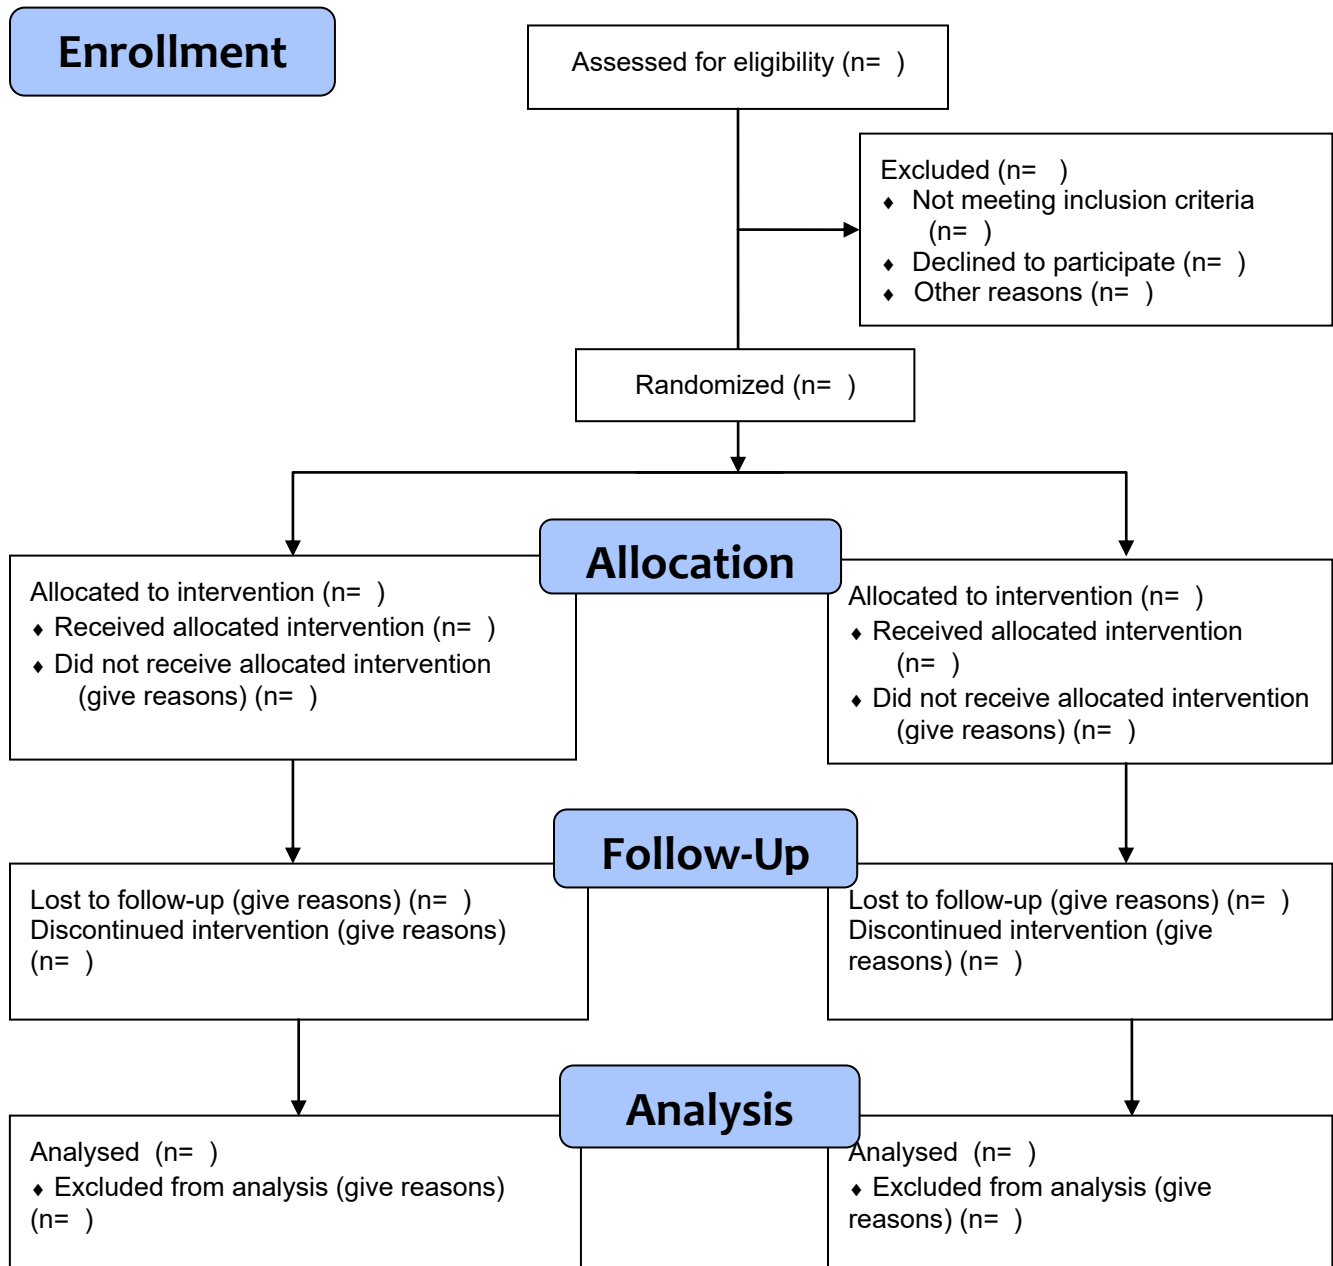 Enrollment
Assessed for eligibility (n=  )
Excluded (n=   )
♦ Not meeting inclusion criteria
(n=  )
♦ Declined to participate (n=  )
♦ Other reasons (n=  )
Randomized (n=  )
Allocation
Allocated to intervention (n=  )
♦ Received allocated intervention (n=  )
♦ Did not receive allocated intervention
(give reasons) (n=  )
Allocated to intervention (n=  )
♦ Received allocated intervention
(n=  )
♦ Did not receive allocated intervention
(give reasons) (n=  )
Follow-Up
Lost to follow-up (give reasons) (n=  )
Discontinued intervention (give reasons)
(n=  )
Lost to follow-up (give reasons) (n=  )
Discontinued intervention (give
reasons) (n=  )
Analysis
Analysed  (n=  )
♦ Excluded from analysis (give reasons)
(n=  )
Analysed  (n=  )
♦ Excluded from analysis (give
reasons) (n=  )